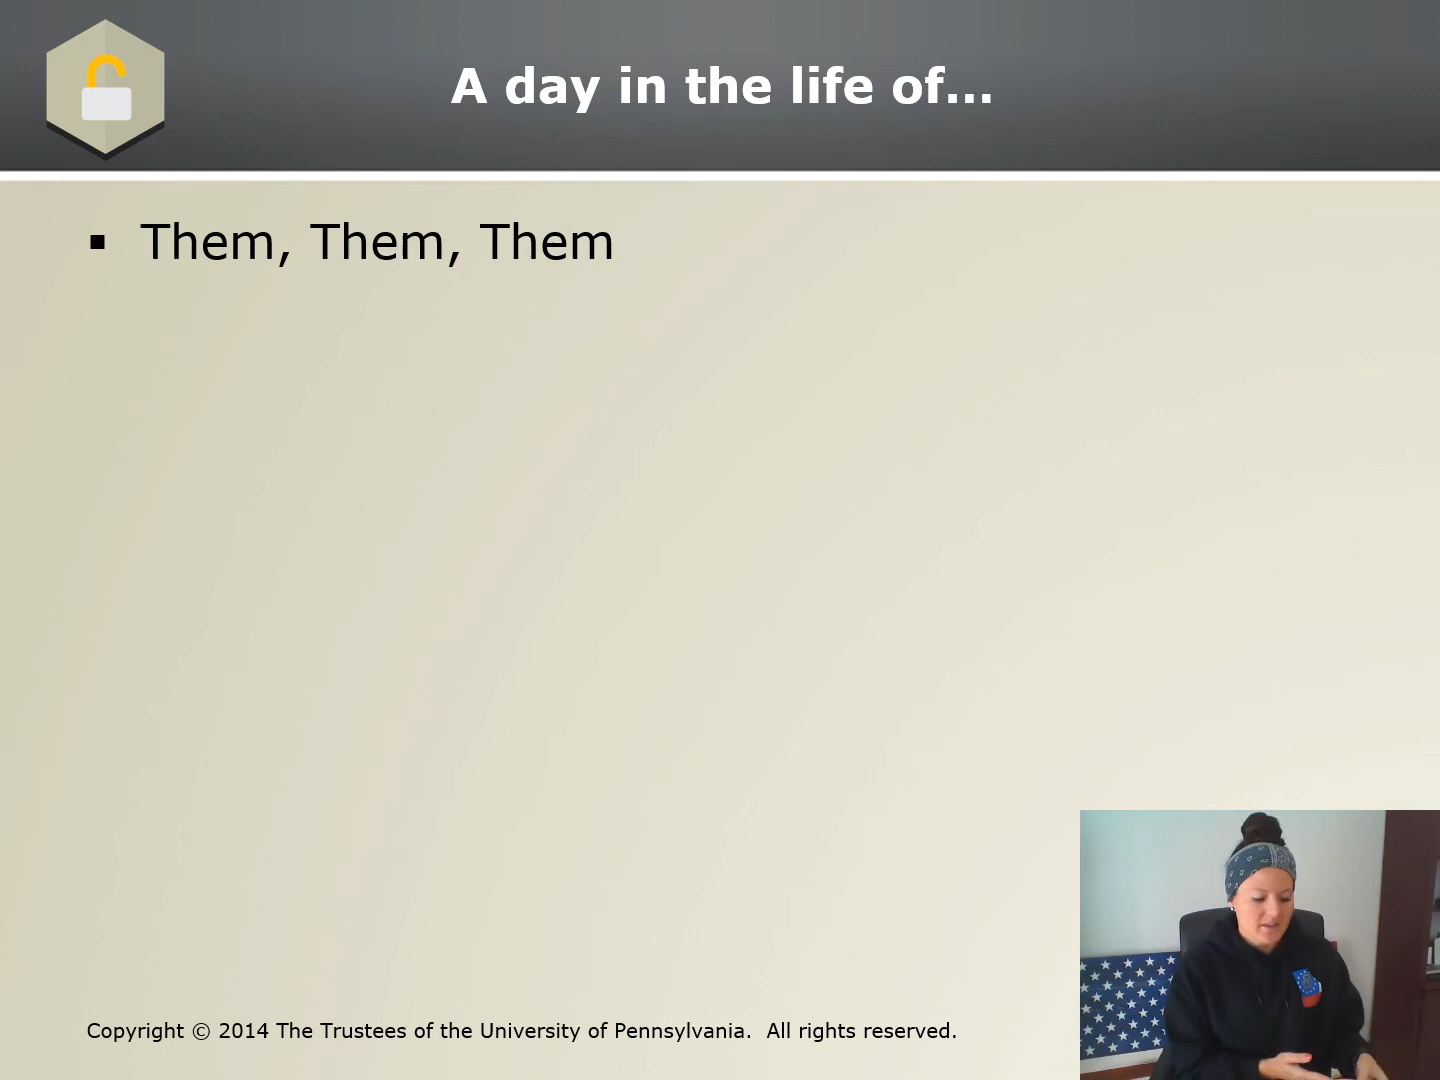 A day in the life of…
▪ Them, Them, Them
Copyright © 2014 The Trustees of the University of Pennsylvania. All rights reserved.